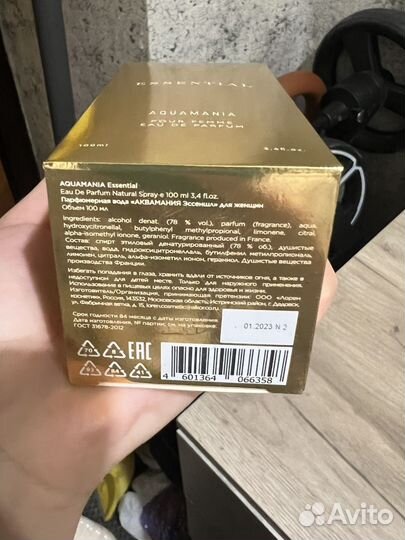 ESSENTIAL
AQUAMANIA
POUR FEMME
EAU DE PARFUM
100ml
3,4fl.oz.
AQUAMANIA Essential
Eau De Parfum Natural Spray e 100 ml 3,4 fl.oz.
Парфюмерная вода «АКВАМАНИЯ Эссеншл» для женщин
Объем 100 мл
Ingredients: alcohol denat. (78 % vol.), parfum (fragrance), aqua,
hydroxycitronellal, butylphenyl methylpropional, limonene, citral,
alpha-isomethyl ionone, geraniol. Fragrance produced in France.
Состав: спирт этиловый денатурированный (78 % об.), душистые
вещества, вода, гидроксицитронеллаль, бутилфенил метилпропиональ,
лимонен, цитраль, альфа-изометил ионон, гераниол. Душистые вещества
производства Франции.
Избегать попадания в глаза, хранить вдали от источников огня, а также в
недоступном для детей месте. Только для наружного применения.
Использование в пищевых целях опасно для здоровья и жизни.
Изготовитель/Организация, принимающая претензии: ООО «Лорен
косметик», Россия, 143532, Московская область, Истринский район, г. Дедовск,
ул. Фабричная ветка, д. 15,
Срок годности 84 месяца с даты изготовления.
Дата изготовления, № партии: см. на упаковке.
ГОСТ 31678-2012
01.2023 N 2
EAC
4 601364 066358
Avito